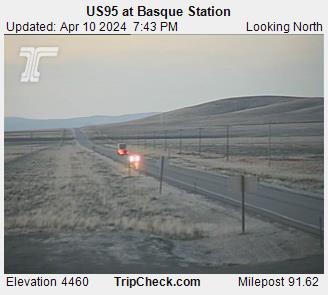 US95 at Basque Station
Updated: Apr 10 2024 7:43 PM Looking North
Elevation 4460 TripCheck.com Milepost 91.62